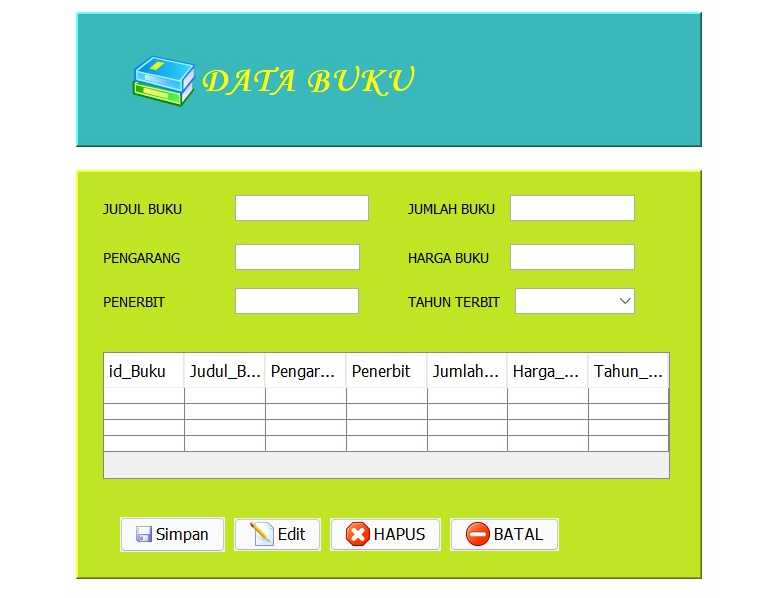 DATA BUKU
JUDUL BUKU JUMLAH BUKU
PENGARANG HARGA BUKU
PENERBIT TAHUN TERBIT
id_Buku Judul_B... Pengar... Penerbit Jumlah... Harga_... Tahun_...
Simpan Edit HAPUS BATAL